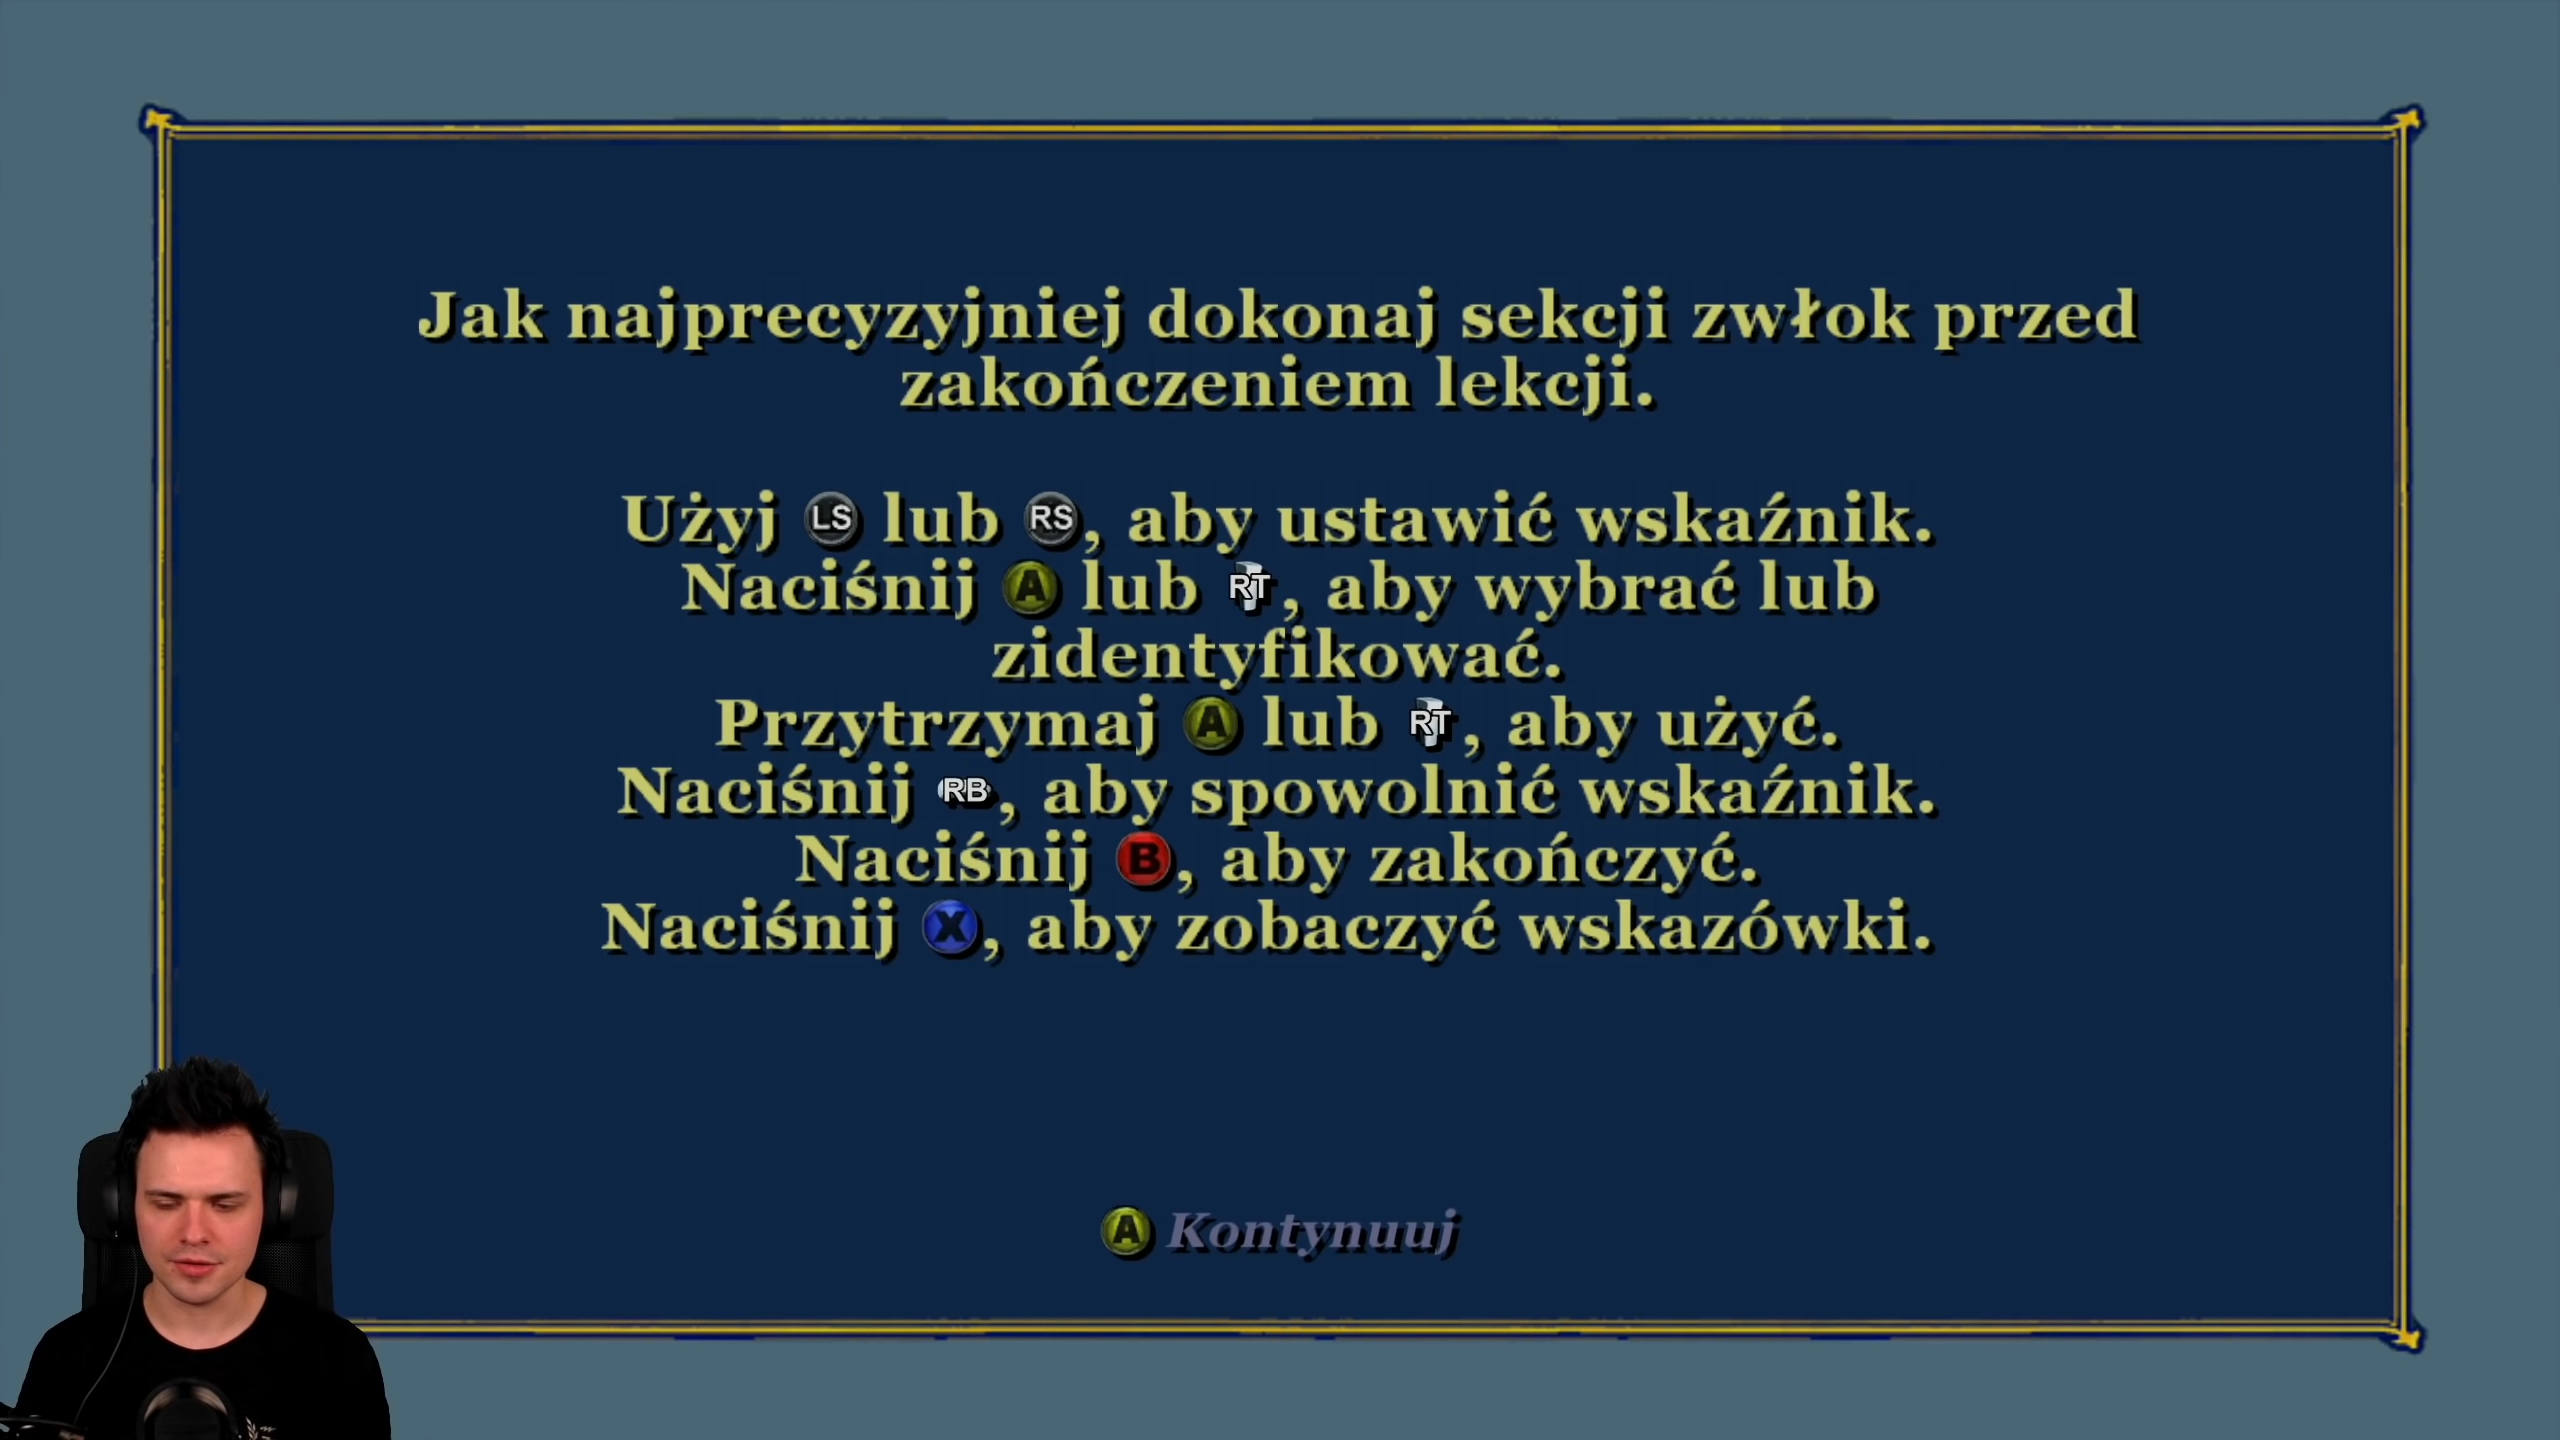 Jak najprecyzyjniej dokonaj sekcji zwłok przed
zakończeniem lekcji.
Użyj LS lub RS, aby ustawić wskaźnik.
Naciśnij A lub RT, aby wybrać lub
zidentyfikować.
Przytrzymaj A lub RT, aby użyć.
Naciśnij RB, aby spowolnić wskaźnik.
Naciśnij B, aby zakończyć.
Naciśnij X, aby zobaczyć wskazówki.
A Kontynuuj